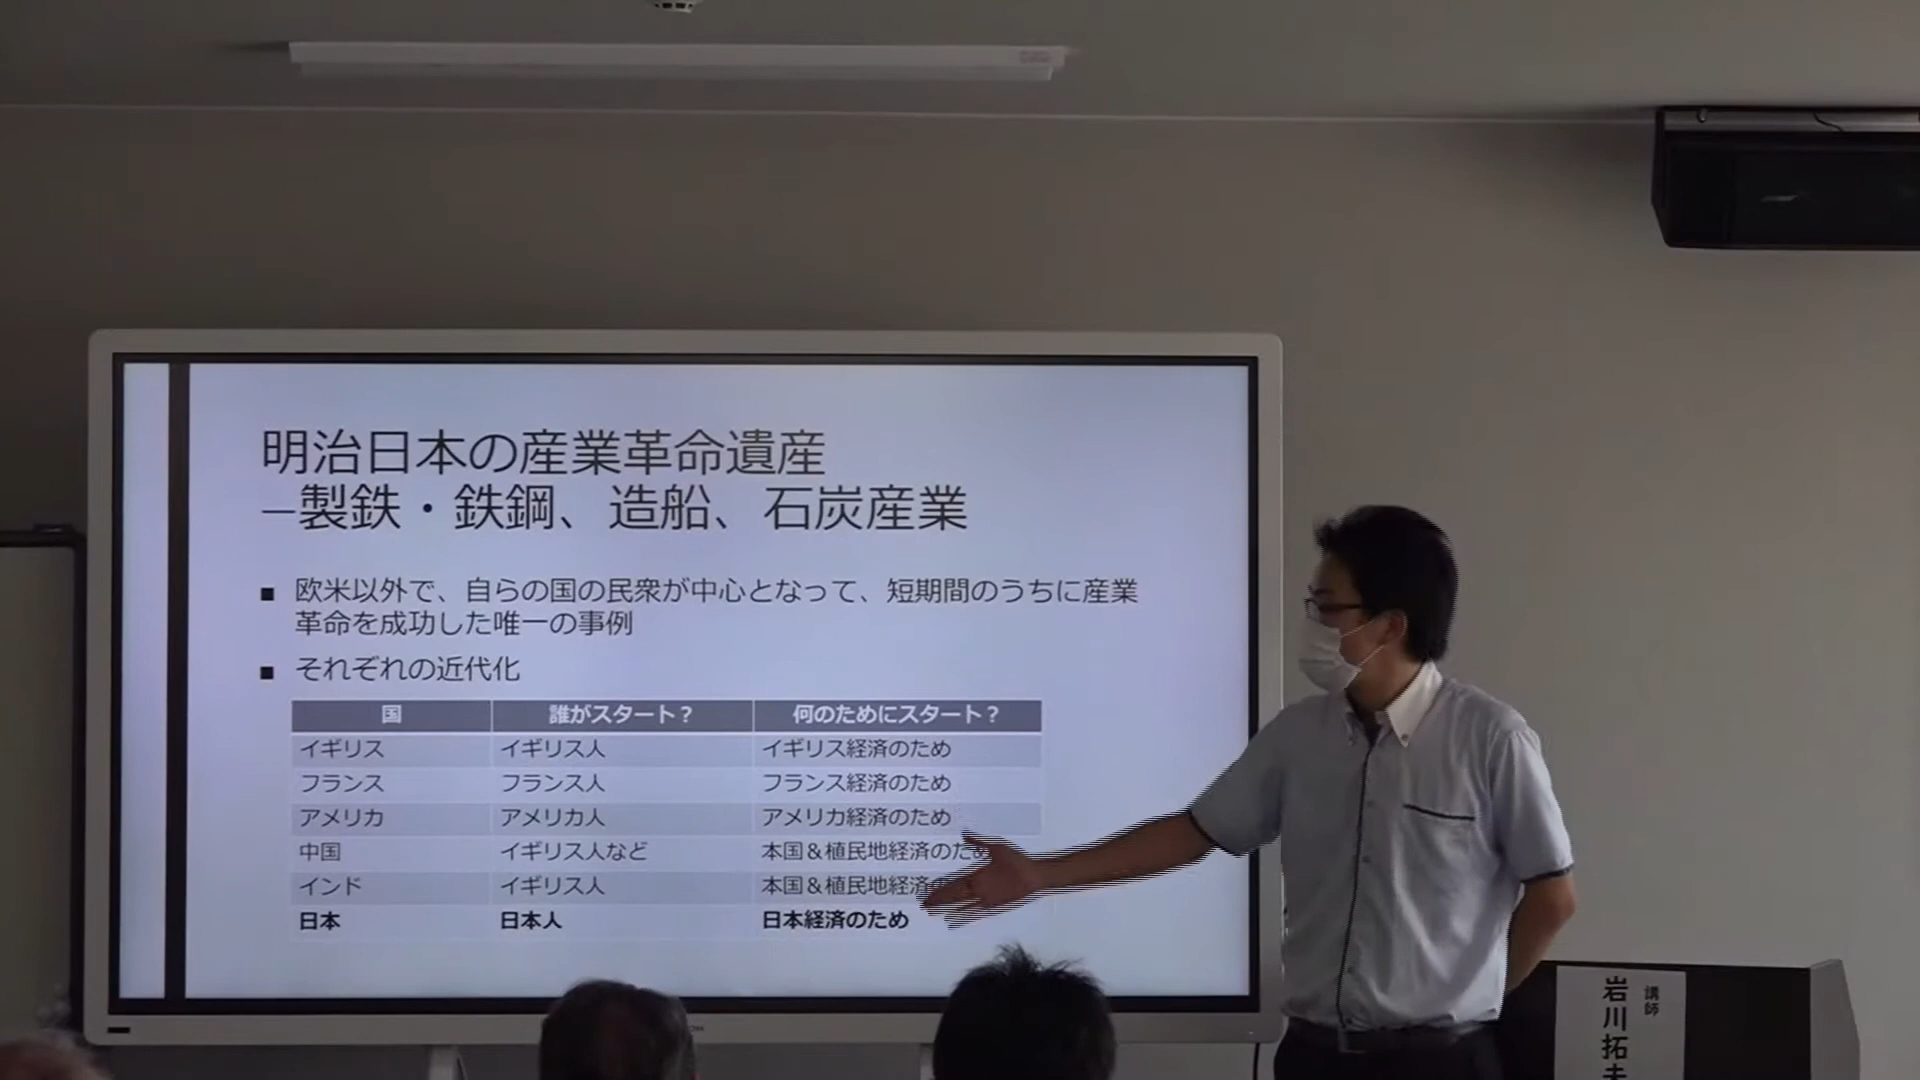 明治日本の産業革命遺産
―製鉄・鉄鋼、造船、石炭産業
■ 欧米以外で、自らの国の民衆が中心となって、短期間のうちに産業
革命を成功した唯一の事例
■ それぞれの近代化
国 誰がスタート？ 何のためにスタート？
イギリス イギリス人 イギリス経済のため
フランス フランス人 フランス経済のため
アメリカ アメリカ人 アメリカ経済のため
中国 イギリス人など 本国＆植民地経済のため
インド イギリス人 本国＆植民地経済
日本 日本人 日本経済のため
講師
岩川拓夫